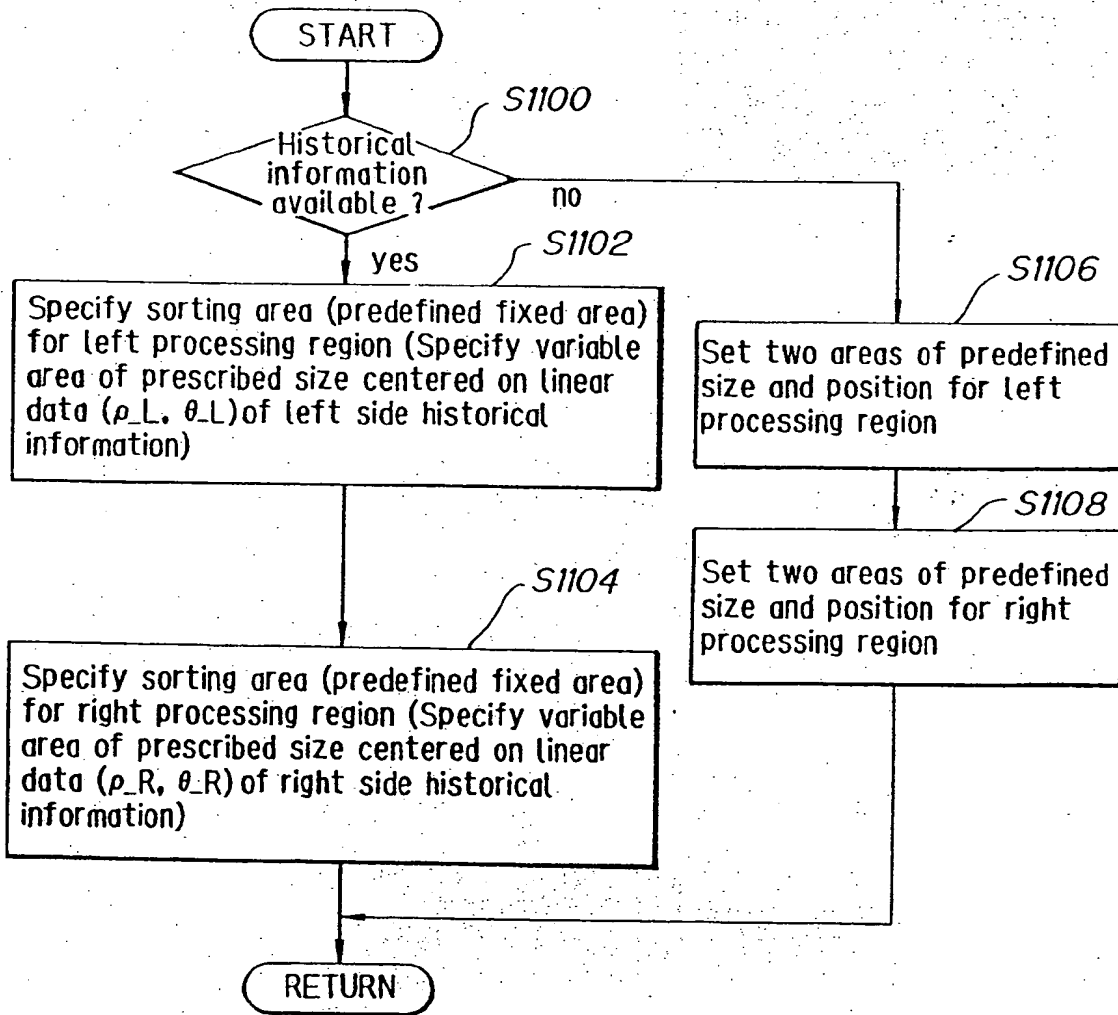 START
S1100
Historical
information
available ?
no
yes
S1102
Specify sorting area (predefined fixed area)
for left processing region (Specify variable
area of prescribed size centered on linear
data (ρ_L, θ_L) of left side historical
information)
S1104
Specify sorting area (predefined fixed area)
for right processing region (Specify variable
area of prescribed size centered on linear
data (ρ_R, θ_R) of right side historical
information)
S1106
Set two areas of predefined
size and position for left
processing region
S1108
Set two areas of predefined
size and position for right
processing region
RETURN